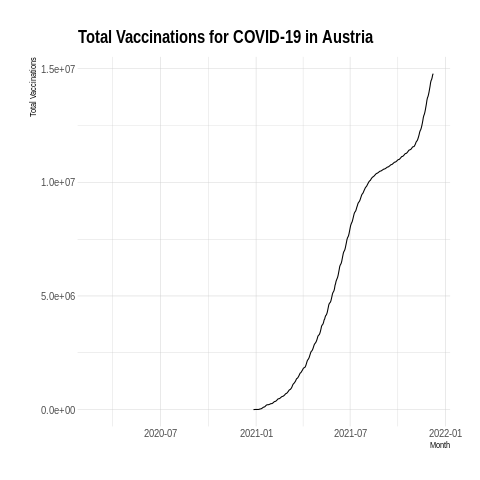 Total Vaccinations for COVID-19 in Austria
Total Vaccinations
1.5e+07
1.0e+07
5.0e+06
0.0e+00
2020-07
2021-01
2021-07
2022-01
Month